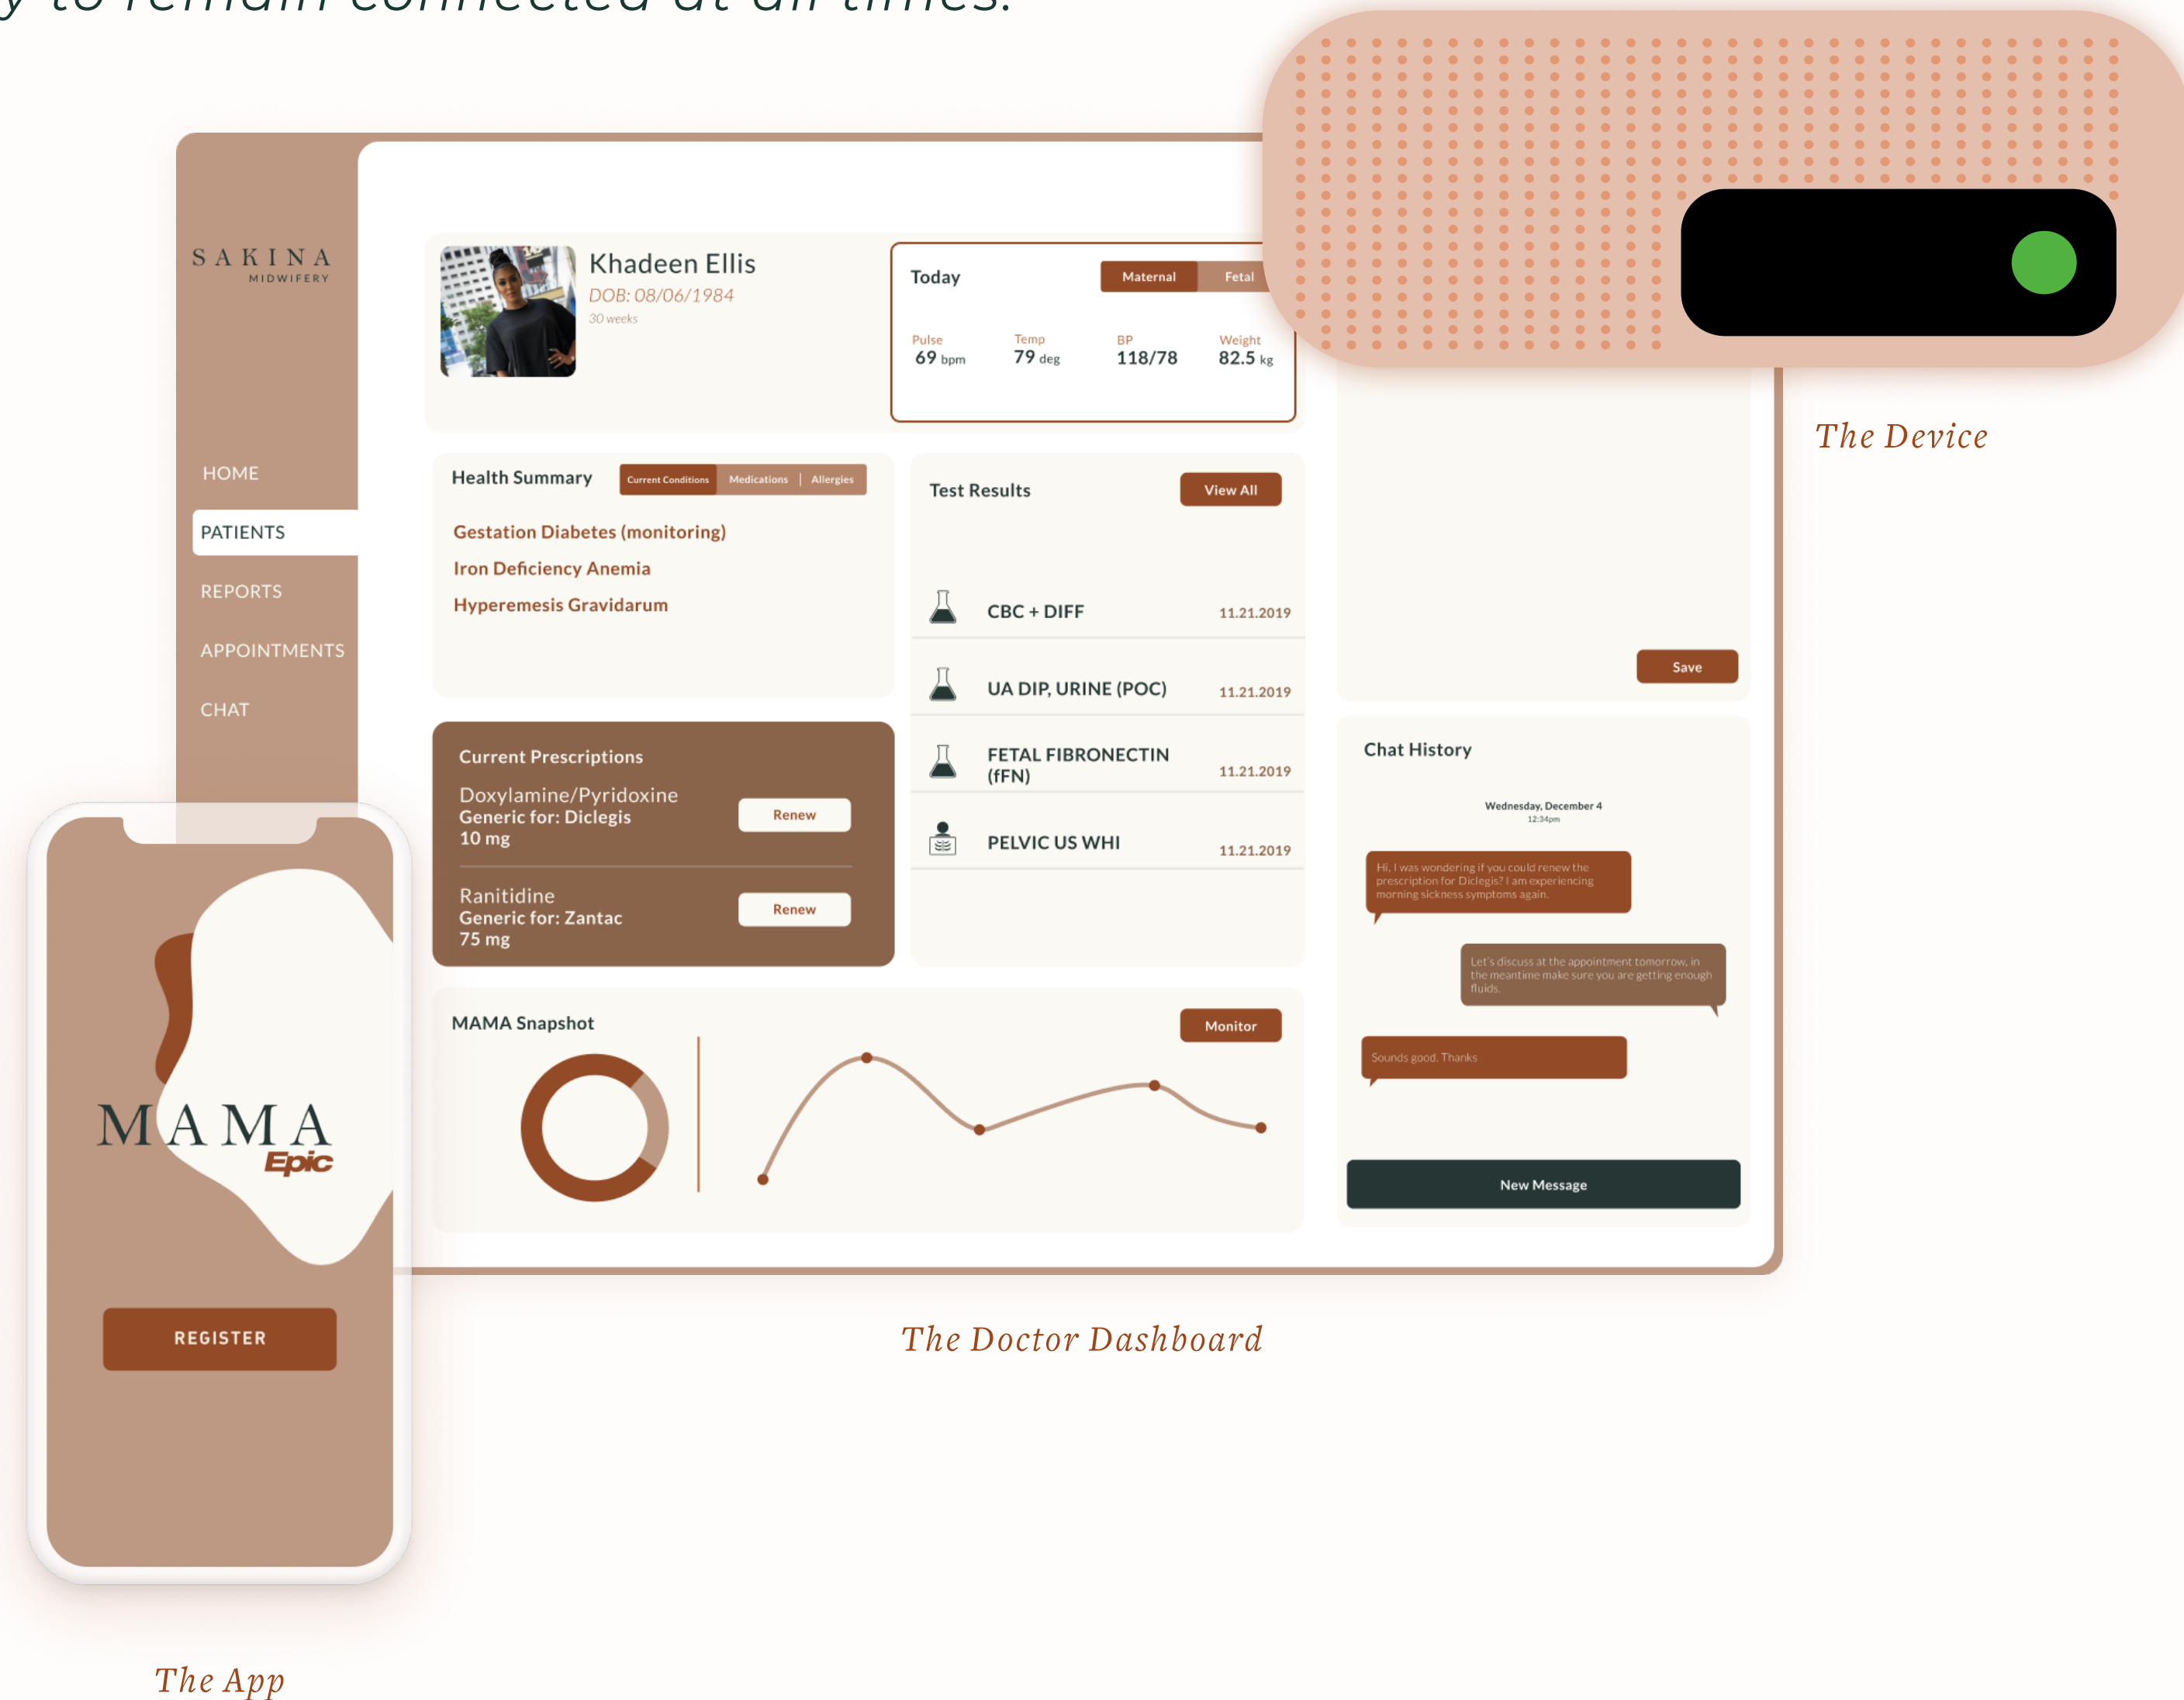 y to remain connected at all times.
SAKINA
MIDWIFERY
HOME
PATIENTS
REPORTS
APPOINTMENTS
CHAT
Khadeen Ellis
DOB: 08/06/1984
30 weeks
Today
Maternal
Fetal
Pulse
69 bpm
Temp
79 deg
BP
118/78
Weight
82.5 kg
Health Summary
Current Conditions
Medications
Allergies
Gestation Diabetes (monitoring)
Iron Deficiency Anemia
Hyperemesis Gravidarum
Test Results
View All
CBC + DIFF
11.21.2019
UA DIP, URINE (POC)
11.21.2019
FETAL FIBRONECTIN
(fFN)
11.21.2019
PELVIC US WHI
11.21.2019
Current Prescriptions
Doxylamine/Pyridoxine
Generic for: Diclegis
10 mg
Renew
Ranitidine
Generic for: Zantac
75 mg
Renew
MAMA Snapshot
Monitor
Save
Chat History
Wednesday, December 4
12:34pm
Hi, I was wondering if you could renew the
prescription for Diclegis? I am experiencing
morning sickness symptoms again.
Let's discuss at the appointment tomorrow, in
the meantime make sure you are getting enough
fluids.
Sounds good. Thanks
New Message
The Device
The Doctor Dashboard
MAMA
Epic
REGISTER
The App